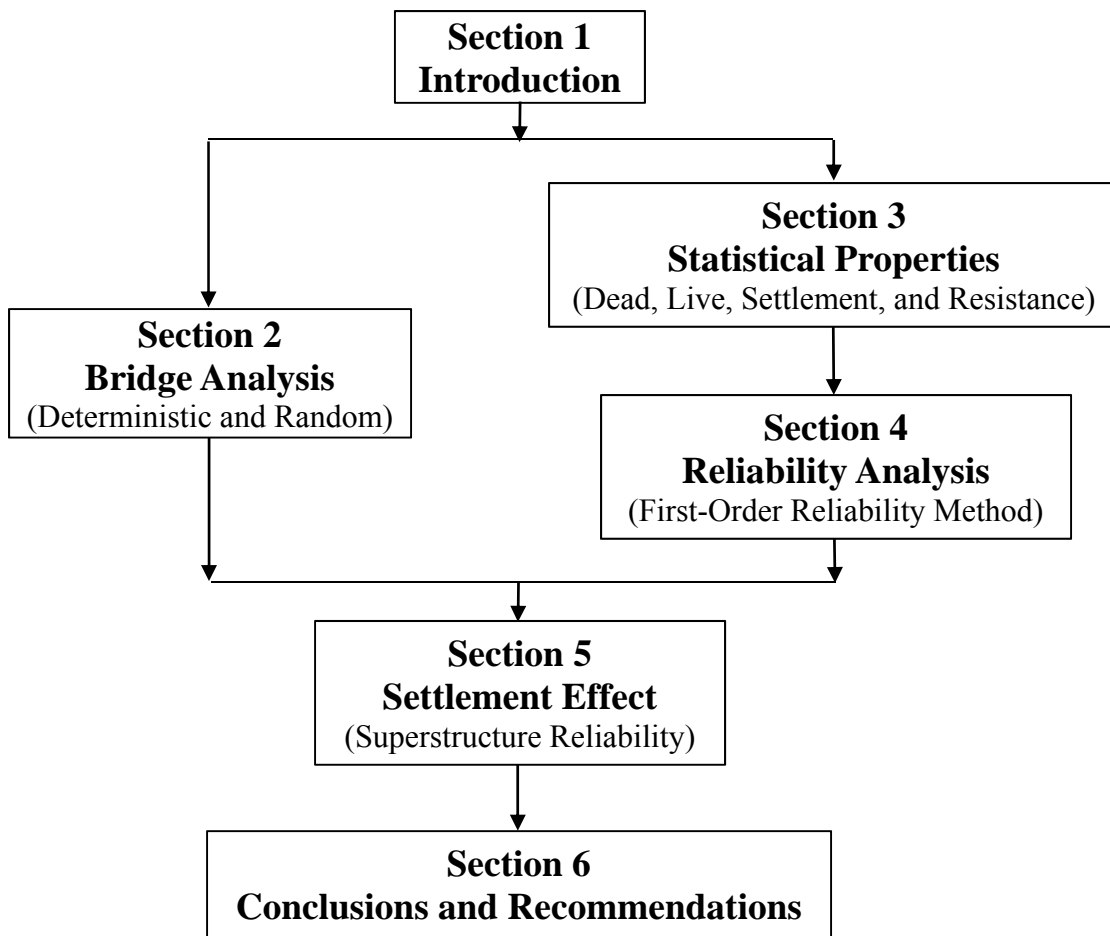 Section 1
Introduction
Section 3
Statistical Properties
(Dead, Live, Settlement, and Resistance)
Section 2
Bridge Analysis
(Deterministic and Random)
Section 4
Reliability Analysis
(First-Order Reliability Method)
Section 5
Settlement Effect
(Superstructure Reliability)
Section 6
Conclusions and Recommendations